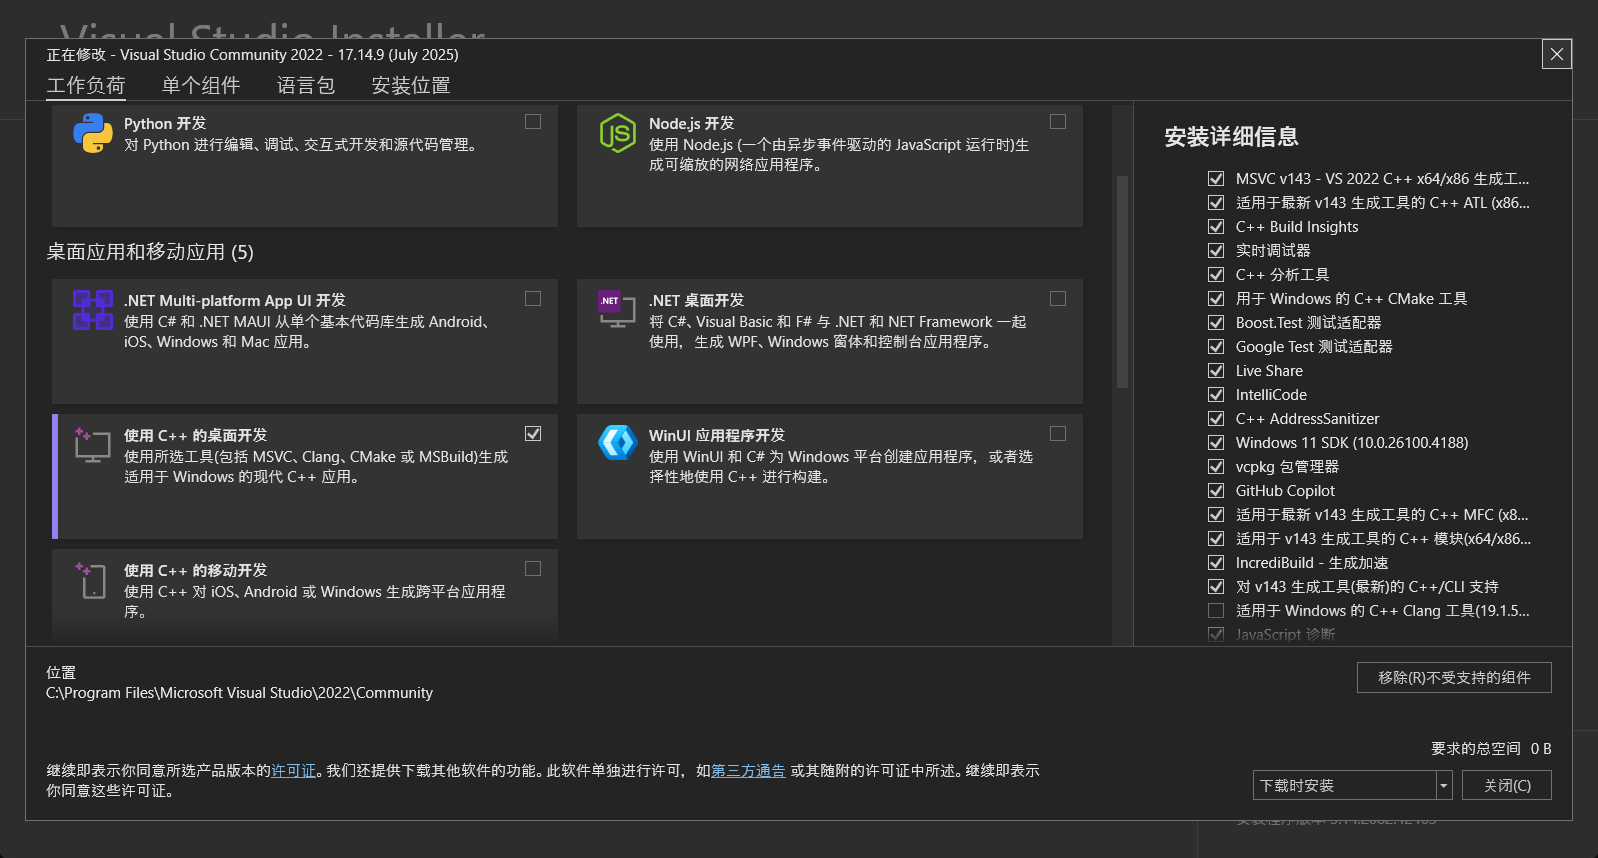 Visual Studio Installer
正在修改 - Visual Studio Community 2022 - 17.14.9 (July 2025)
工作负荷 单个组件 语言包 安装位置
Python 开发
对 Python 进行编辑、调试、交互式开发和源代码管理。
Node.js 开发
使用 Node.js (一个由异步事件驱动的 JavaScript 运行时)生
成可缩放的网络应用程序。
桌面应用和移动应用 (5)
.NET Multi-platform App UI 开发
使用 C# 和 .NET MAUI 从单个基本代码库生成 Android、
iOS、Windows 和 Mac 应用。
.NET
.NET 桌面开发
将 C#、Visual Basic 和 F# 与 .NET 和 NET Framework 一起
使用，生成 WPF、Windows 窗体和控制台应用程序。
使用 C++ 的桌面开发
使用所选工具(包括 MSVC、Clang、CMake 或 MSBuild)生成
适用于 Windows 的现代 C++ 应用。
WinUI 应用程序开发
使用 WinUI 和 C# 为 Windows 平台创建应用程序，或者选
择性地使用 C++ 进行构建。
使用 C++ 的移动开发
使用 C++ 对 iOS、Android 或 Windows 生成跨平台应用程
序。
安装详细信息
MSVC v143 - VS 2022 C++ x64/x86 生成工...
适用于最新 v143 生成工具的 C++ ATL (x86...
C++ Build Insights
实时调试器
C++ 分析工具
用于 Windows 的 C++ CMake 工具
Boost.Test 测试适配器
Google Test 测试适配器
Live Share
IntelliCode
C++ AddressSanitizer
Windows 11 SDK (10.0.26100.4188)
vcpkg 包管理器
GitHub Copilot
适用于最新 v143 生成工具的 C++ MFC (x8...
适用于 v143 生成工具的 C++ 模块(x64/x86...
IncrediBuild - 生成加速
对 v143 生成工具(最新)的 C++/CLI 支持
适用于 Windows 的 C++ Clang 工具(19.1.5...
JavaScript 诊断
位置
C:\Program Files\Microsoft Visual Studio\2022\Community
移除(R)不受支持的组件
要求的总空间 0 B
继续即表示你同意所选产品版本的许可证。我们还提供下载其他软件的功能。此软件单独进行许可，如第三方通告 或其随附的许可证中所述。继续即表示
你同意这些许可证。
下载时安装
关闭(C)